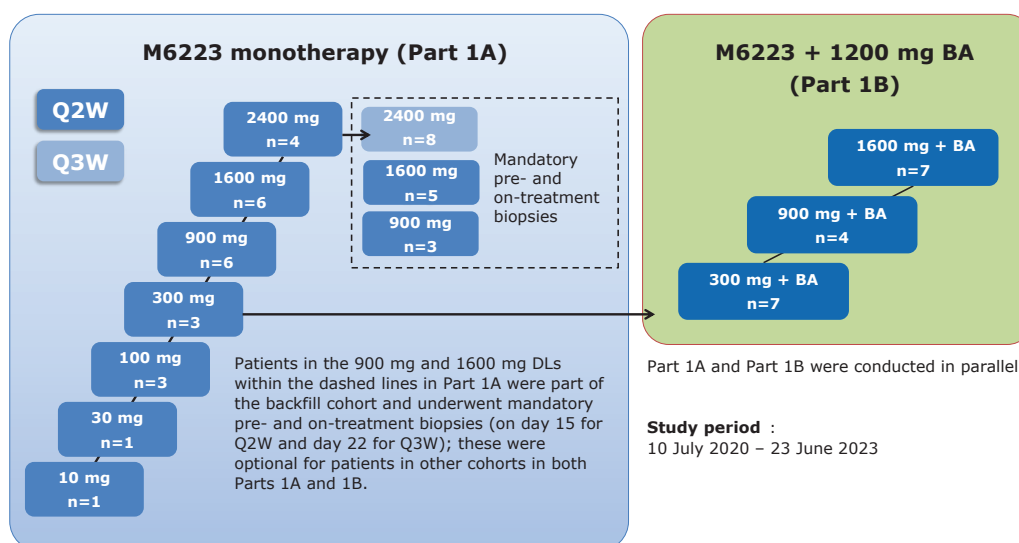 M6223 monotherapy (Part 1A)
Q2W
Q3W
2400 mg
n=4
1600 mg
n=6
900 mg
n=6
300 mg
n=3
100 mg
n=3
30 mg
n=1
10 mg
n=1
2400 mg
n=8
1600 mg
n=5
900 mg
n=3
Mandatory
pre- and
on-treatment
biopsies
Patients in the 900 mg and 1600 mg DLs
within the dashed lines in Part 1A were part of
the backfill cohort and underwent mandatory
pre- and on-treatment biopsies (on day 15 for
Q2W and day 22 for Q3W); these were
optional for patients in other cohorts in both
Parts 1A and 1B.
M6223 + 1200 mg BA
(Part 1B)
1600 mg + BA
n=7
900 mg + BA
n=4
300 mg + BA
n=7
Part 1A and Part 1B were conducted in parallel
Study period :
10 July 2020 – 23 June 2023